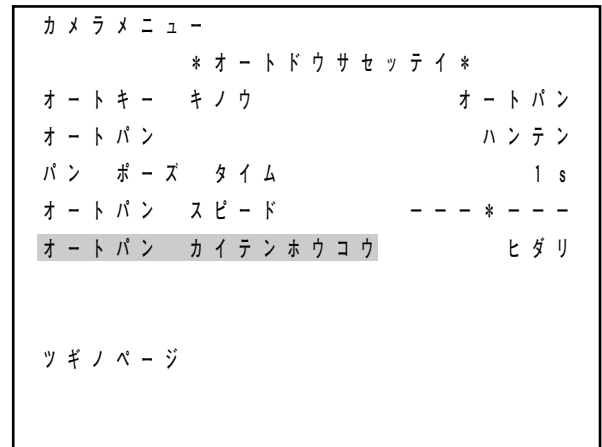 カメラメニュー
*オートドウサセッテイ*
オートキー キノウ オートパン
オートパン ハンテン
パン ポーズ タイム 1s
オートパン スピード ---*---
オートパン カイテンホウコウ ヒダリ
ツギノページ